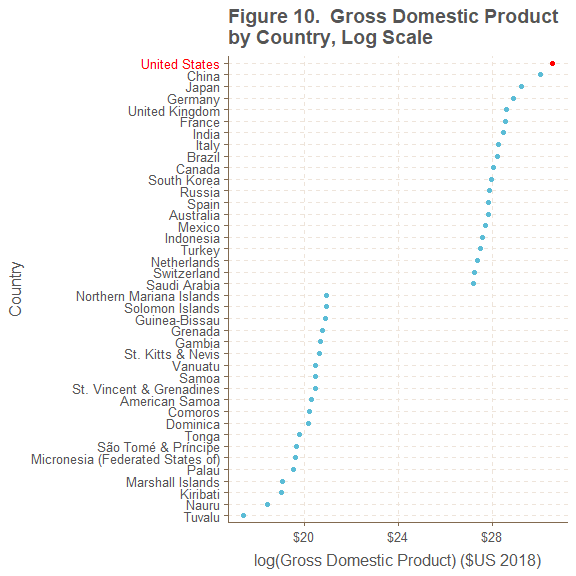 Figure 10.  Gross Domestic Product
by Country, Log Scale
Country
United States
China
Japan
Germany
United Kingdom
France
India
Italy
Brazil
Canada
South Korea
Russia
Spain
Australia
Mexico
Indonesia
Turkey
Netherlands
Switzerland
Saudi Arabia
Northern Mariana Islands
Solomon Islands
Guinea-Bissau
Grenada
Gambia
St. Kitts & Nevis
Vanuatu
Samoa
St. Vincent & Grenadines
American Samoa
Comoros
Dominica
Tonga
São Tomé & Príncipe
Micronesia (Federated States of)
Palau
Marshall Islands
Kiribati
Nauru
Tuvalu
$20 $24 $28
log(Gross Domestic Product) ($US 2018)